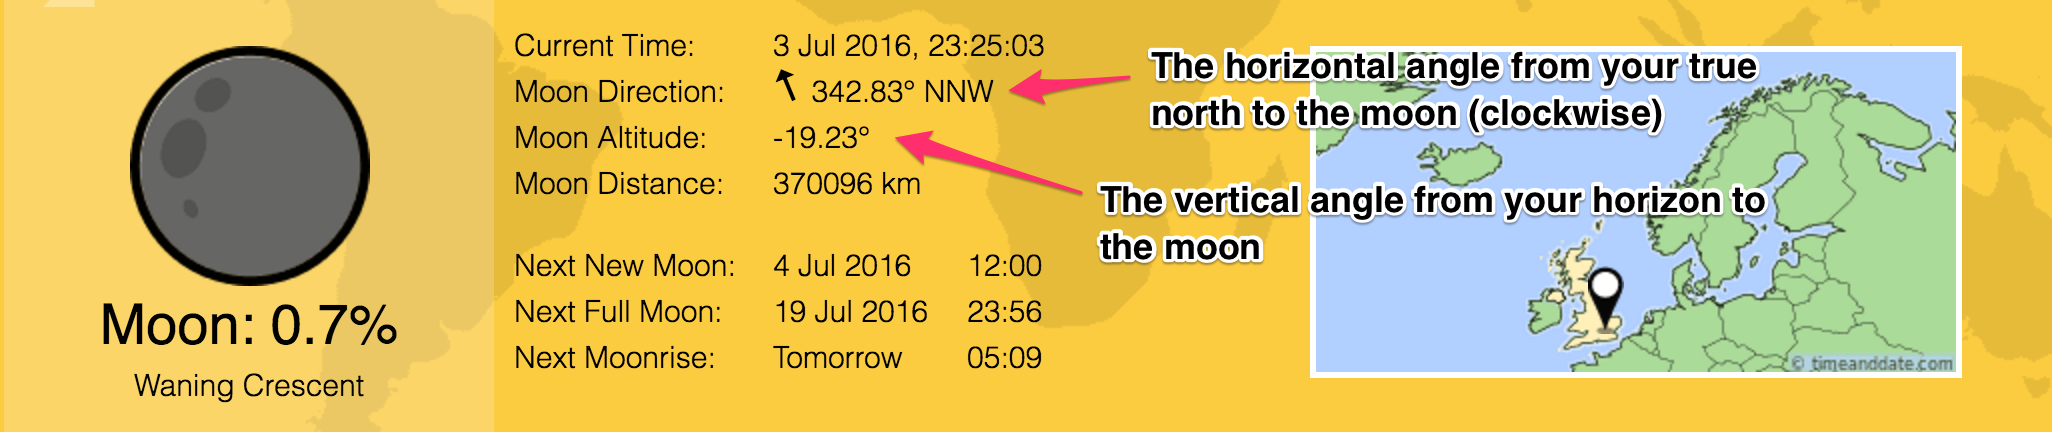 Moon: 0.7%
Waning Crescent
Current Time: 3 Jul 2016, 23:25:03
Moon Direction: 342.83° NNW
Moon Altitude: -19.23°
Moon Distance: 370096 km
Next New Moon: 4 Jul 2016 12:00
Next Full Moon: 19 Jul 2016 23:56
Next Moonrise: Tomorrow 05:09
The horizontal angle from your true
north to the moon (clockwise)
The vertical angle from your horizon to
the moon
© timeanddate.com